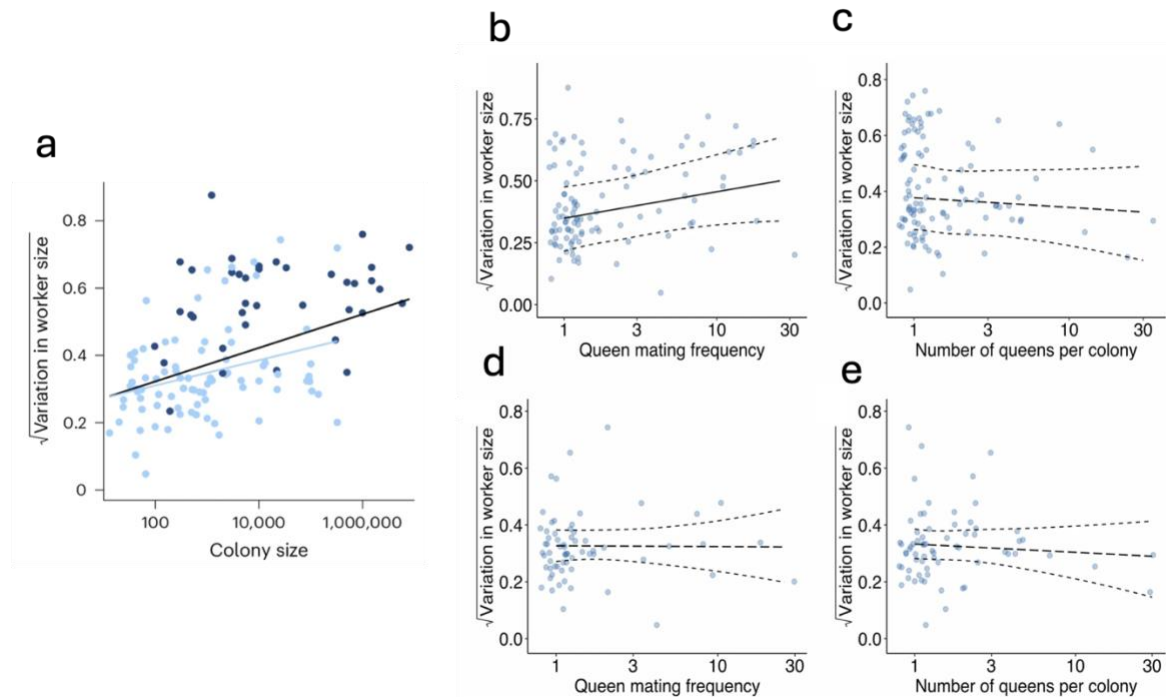 a
√Variation in worker size
0.8
0.6
0.4
0.2
0
100 10,000 1,000,000
Colony size
b
√Variation in worker size
0.75
0.50
0.25
0.00
1 3 10 30
Queen mating frequency
c
√Variation in worker size
0.8
0.6
0.4
0.2
0.0
1 3 10 30
Number of queens per colony
d
√Variation in worker size
0.8
0.6
0.4
0.2
0.0
1 3 10 30
Queen mating frequency
e
√Variation in worker size
0.8
0.6
0.4
0.2
0.0
1 3 10 30
Number of queens per colony